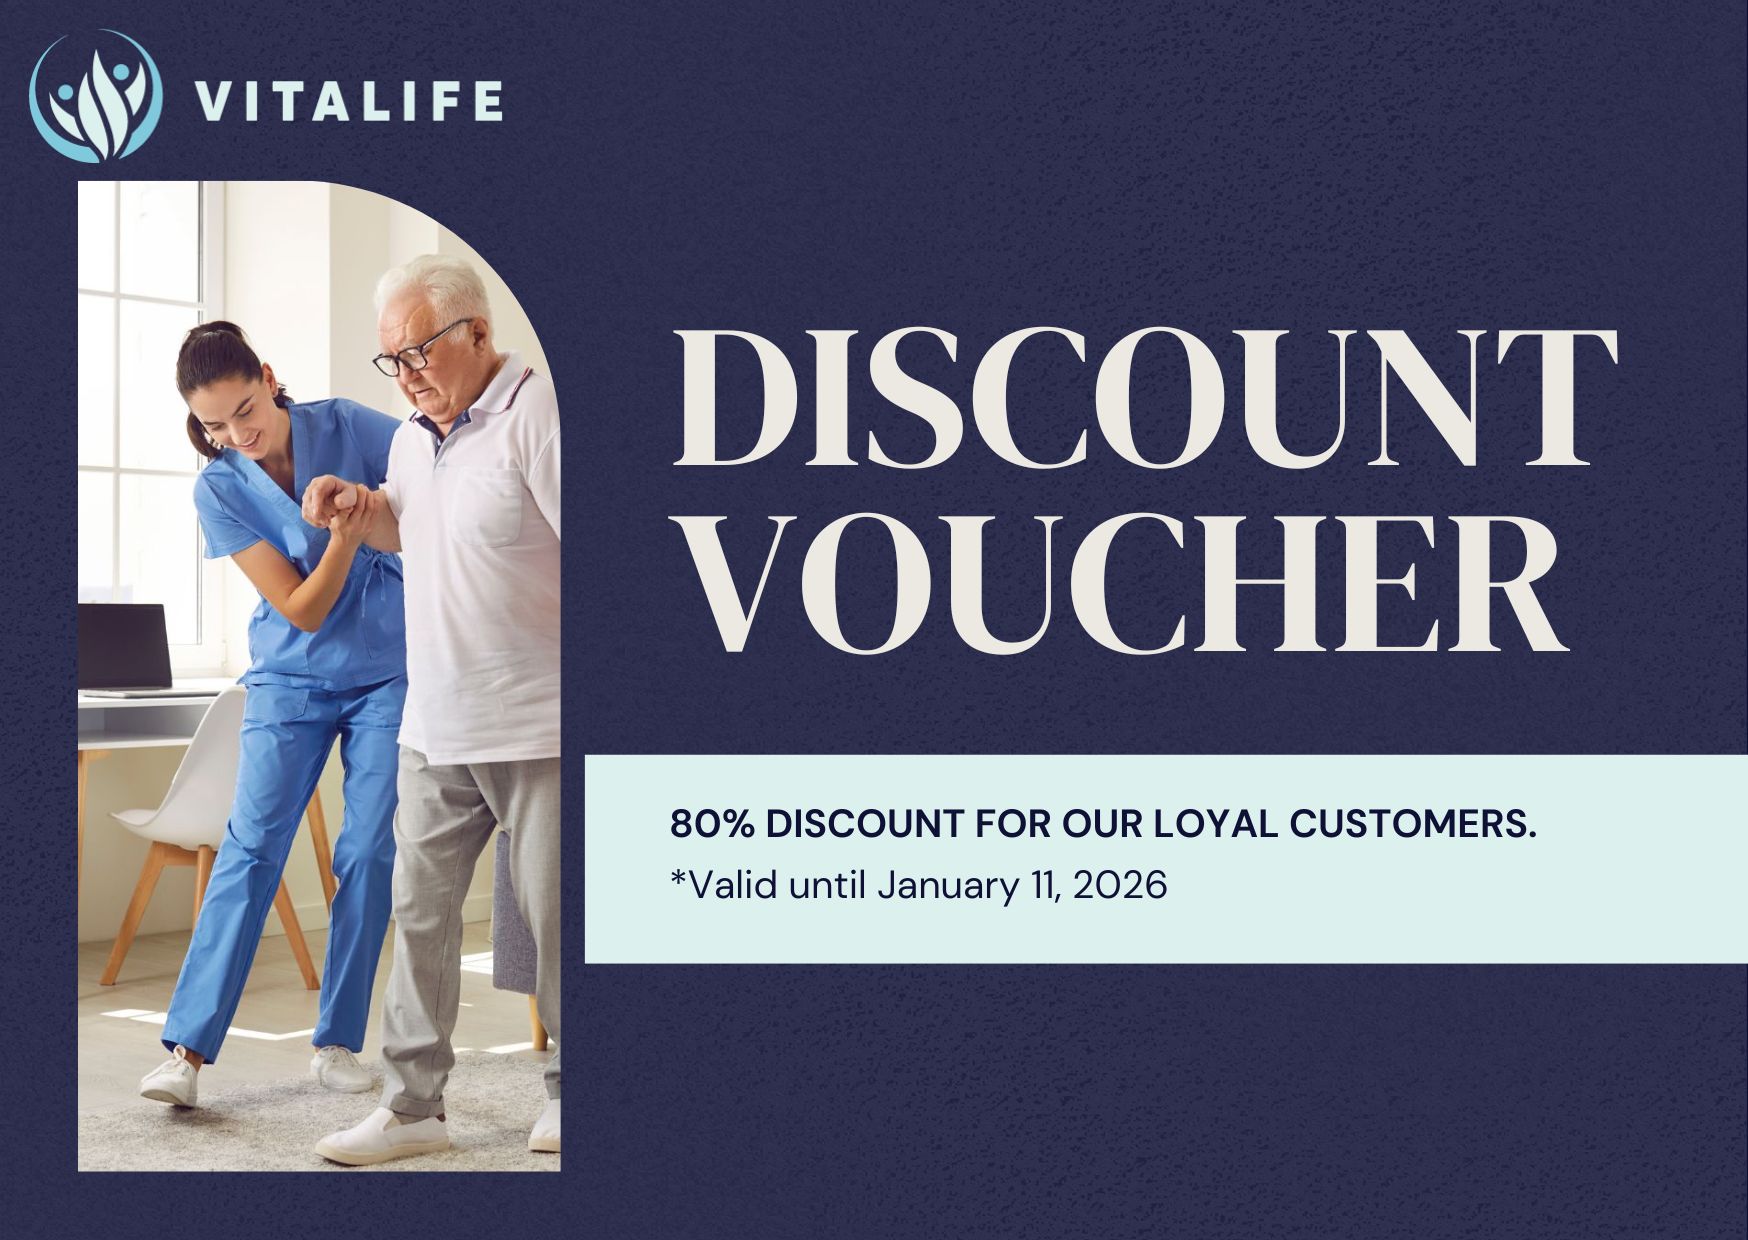 VITALIFE
DISCOUNT
VOUCHER
80% DISCOUNT FOR OUR LOYAL CUSTOMERS.
*Valid until January 11, 2026